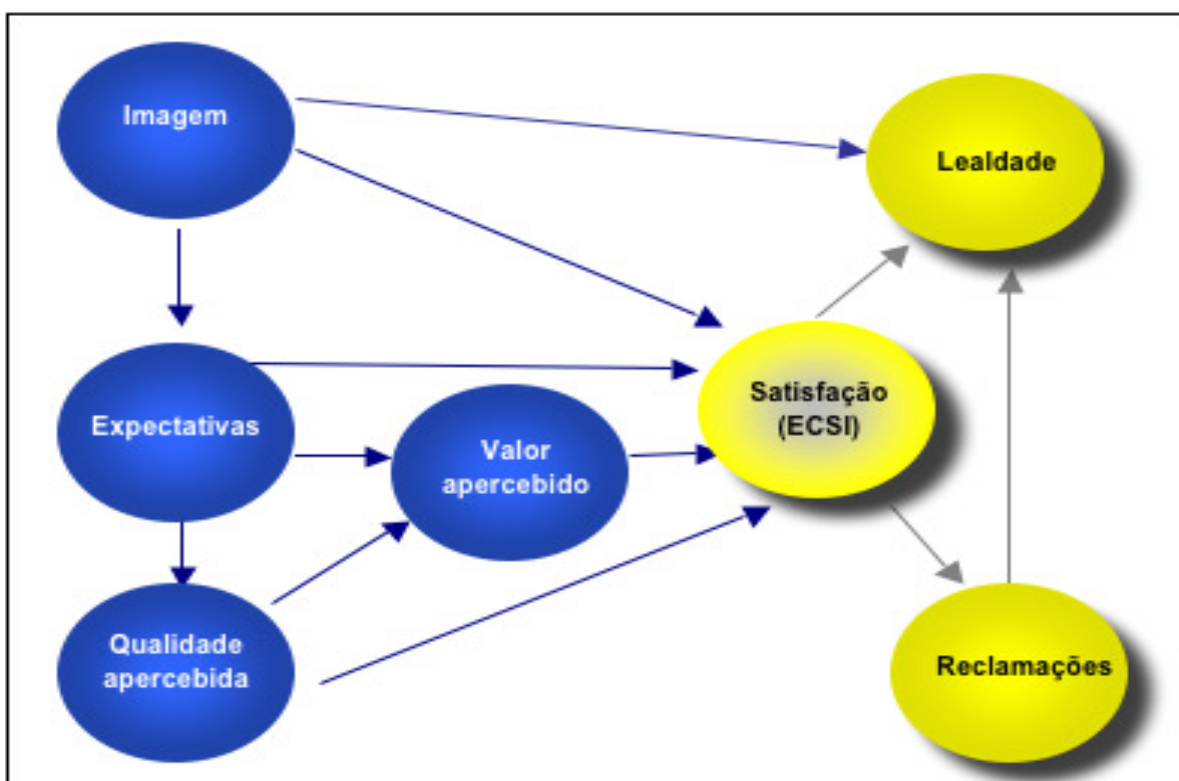 Imagem
Lealdade
Expectativas
Valor
apercebido
Satisfação
(ECSI)
Qualidade
apercebida
Reclamações